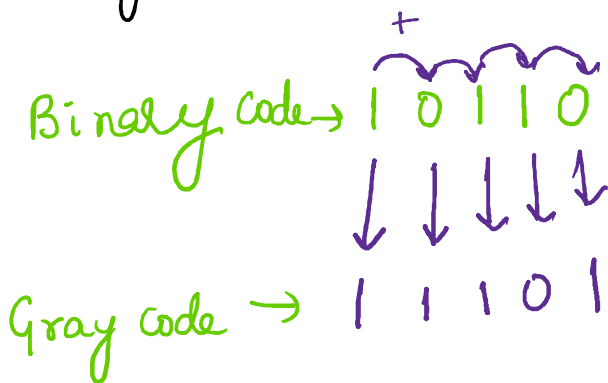 +
Binary code → 1 0 1 1 0
Gray code → 1 1 1 0 1